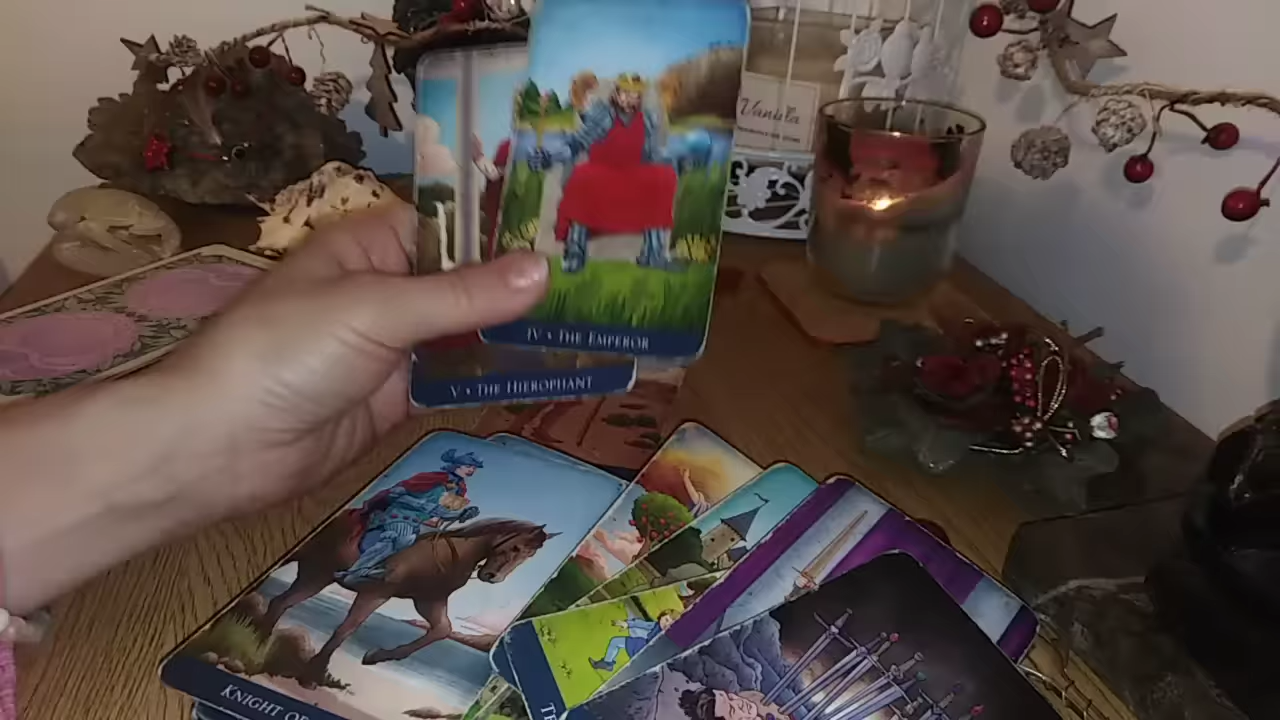 Vanilla
IV • THE EMPEROR
V • THE HIEROPHANT
KNIGHT OF